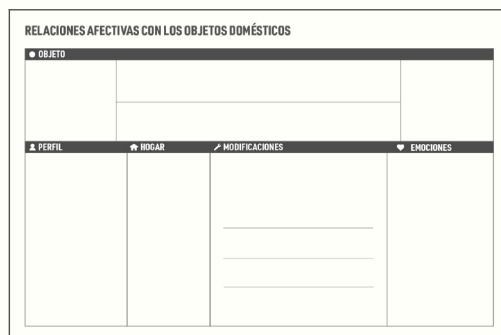 RELACIONES AFECTIVAS CON LOS OBJETOS DOMÉSTICOS
OBJETO
PERFIL
HOGAR
MODIFICACIONES
EMOCIONES